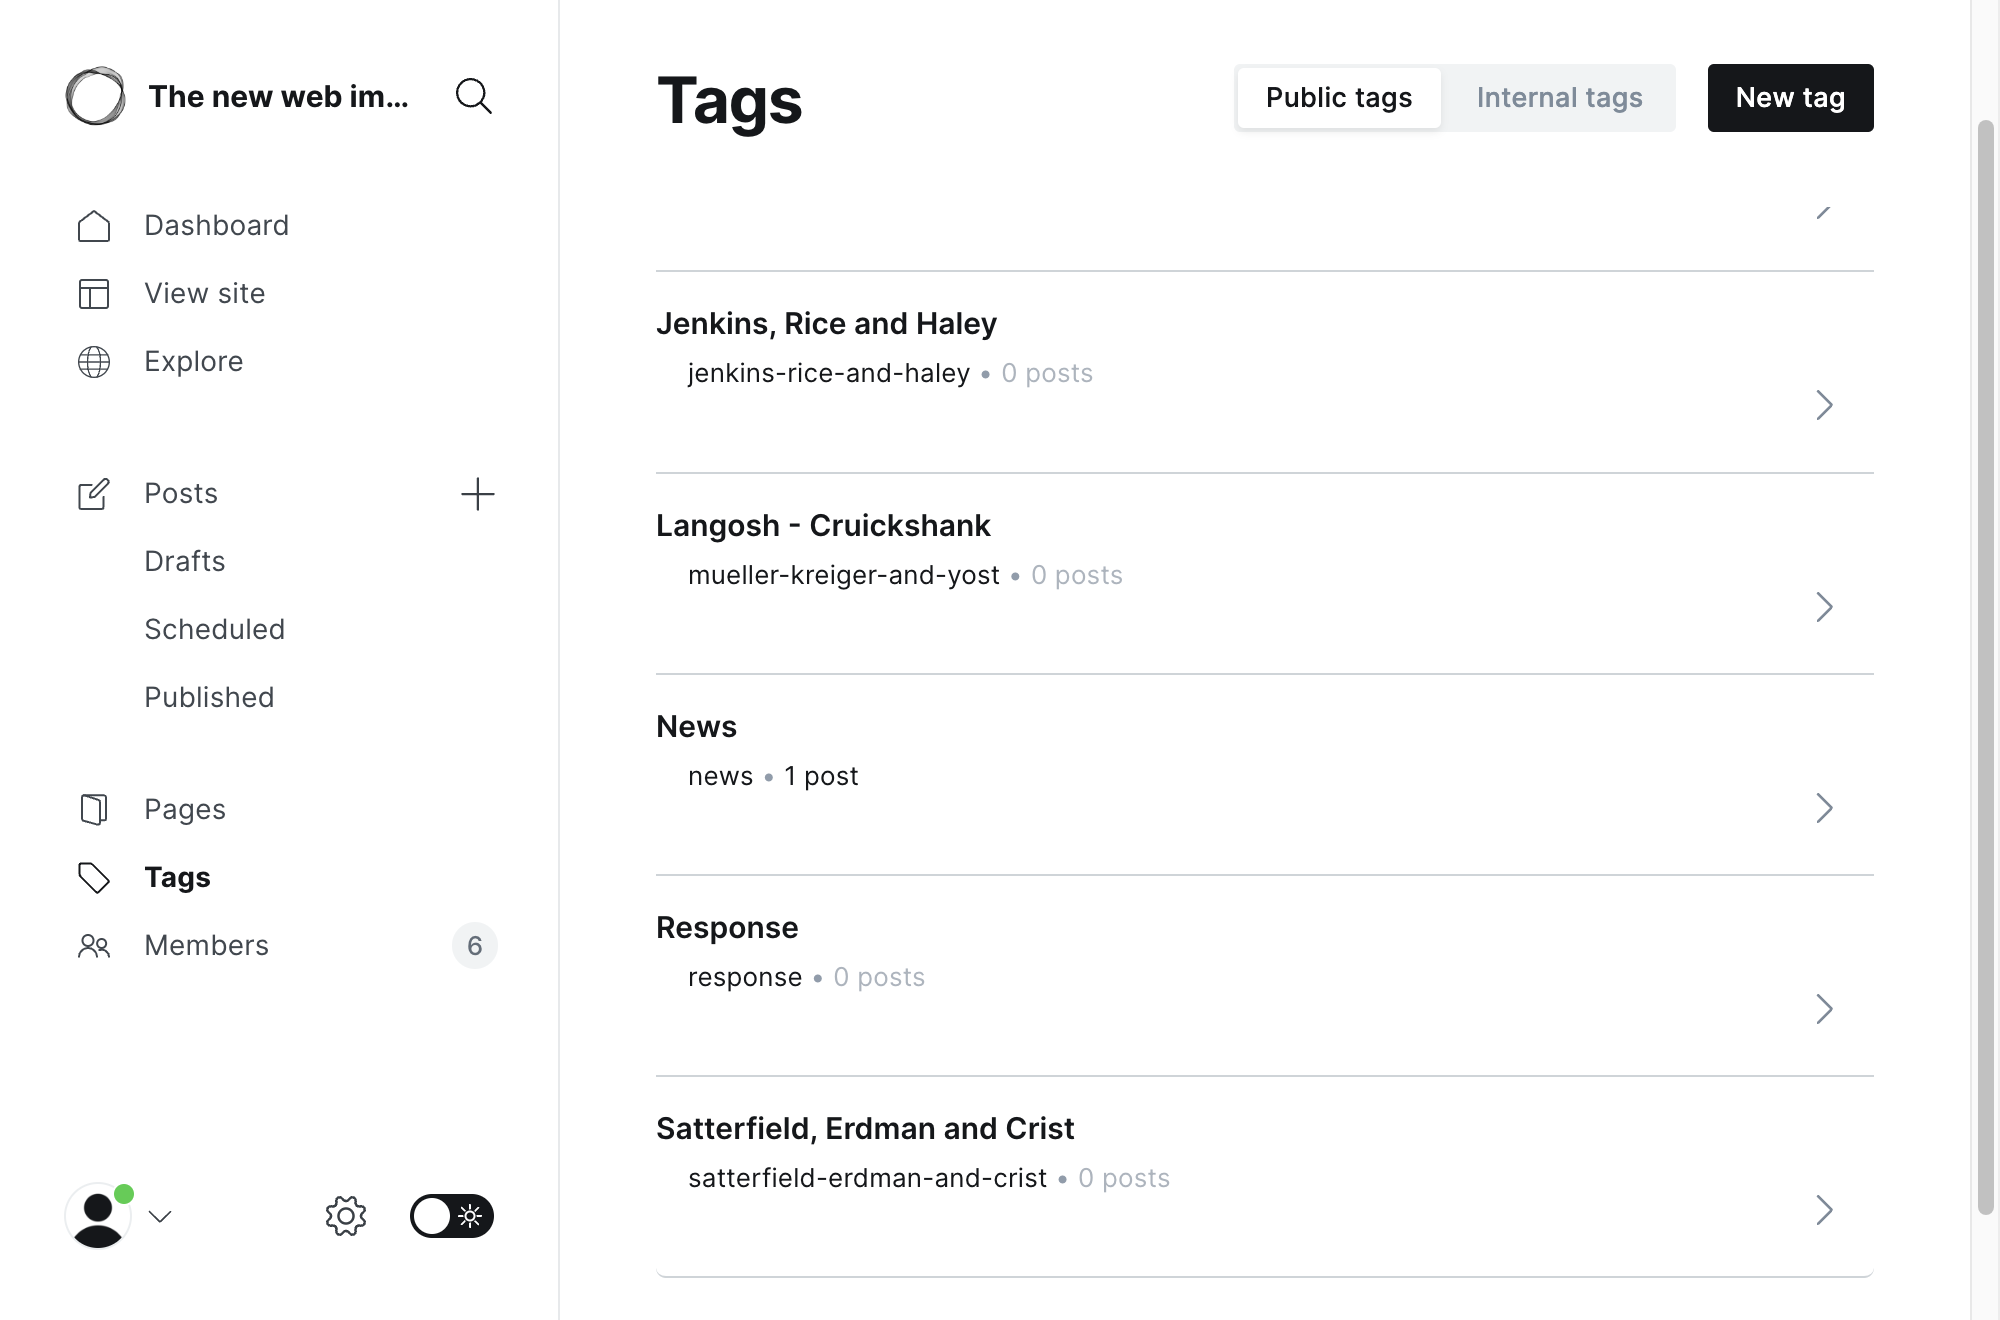 The new web im...
Dashboard
View site
Explore
Posts
Drafts
Scheduled
Published
Pages
Tags
Members
6
Tags
Public tags
Internal tags
New tag
Jenkins, Rice and Haley
jenkins-rice-and-haley • 0 posts
Langosh - Cruickshank
mueller-kreiger-and-yost • 0 posts
News
news • 1 post
Response
response • 0 posts
Satterfield, Erdman and Crist
satterfield-erdman-and-crist • 0 posts